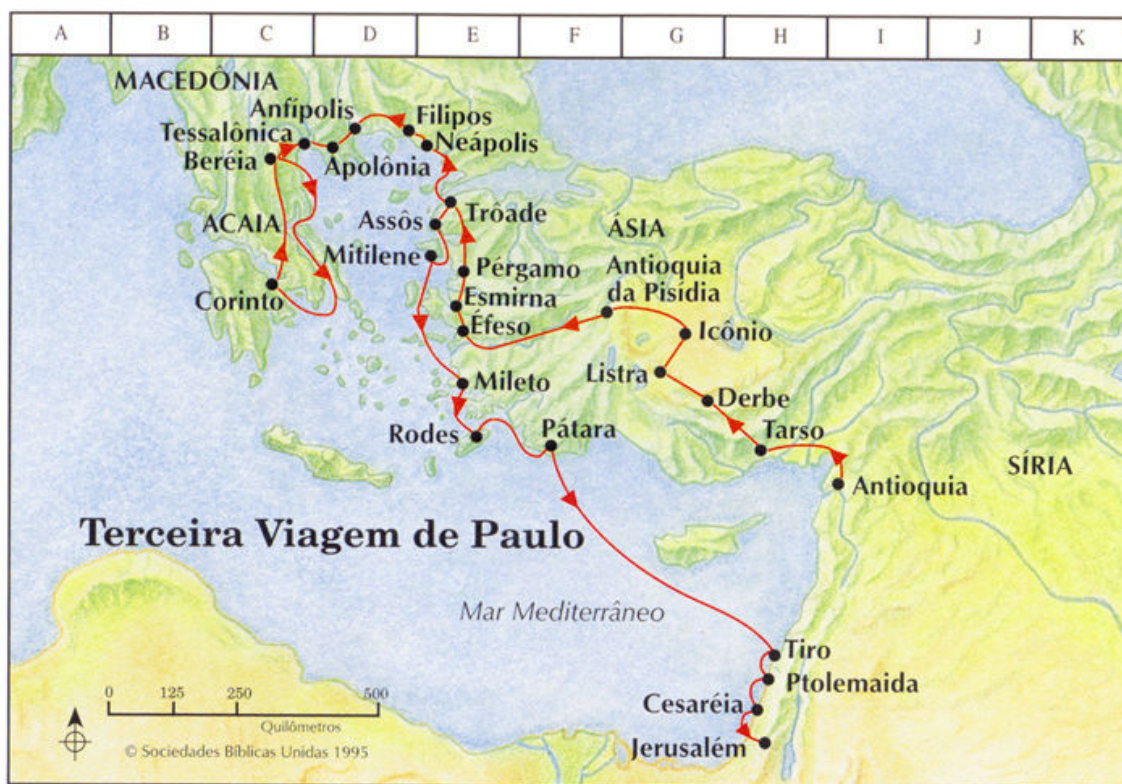 A B C D E F G H I J K
MACEDÔNIA
Anfípolis
Filipos
Tessalônica
Neápolis
Beréia
Apolônia
ACAIA
Assôs
Trôade
ÁSIA
Mitilene
Pérgamo
Antioquia
da Pisídia
Corinto
Esmirna
Éfeso
Icônio
Listra
Mileto
Derbe
Rodes
Pátara
Tarso
SÍRIA
Antioquia
Terceira Viagem de Paulo
Mar Mediterrâneo
Tiro
Ptolemaida
Cesaréia
Jerusalém
0 125 250 500
Quilômetros
© Sociedades Bíblicas Unidas 1995